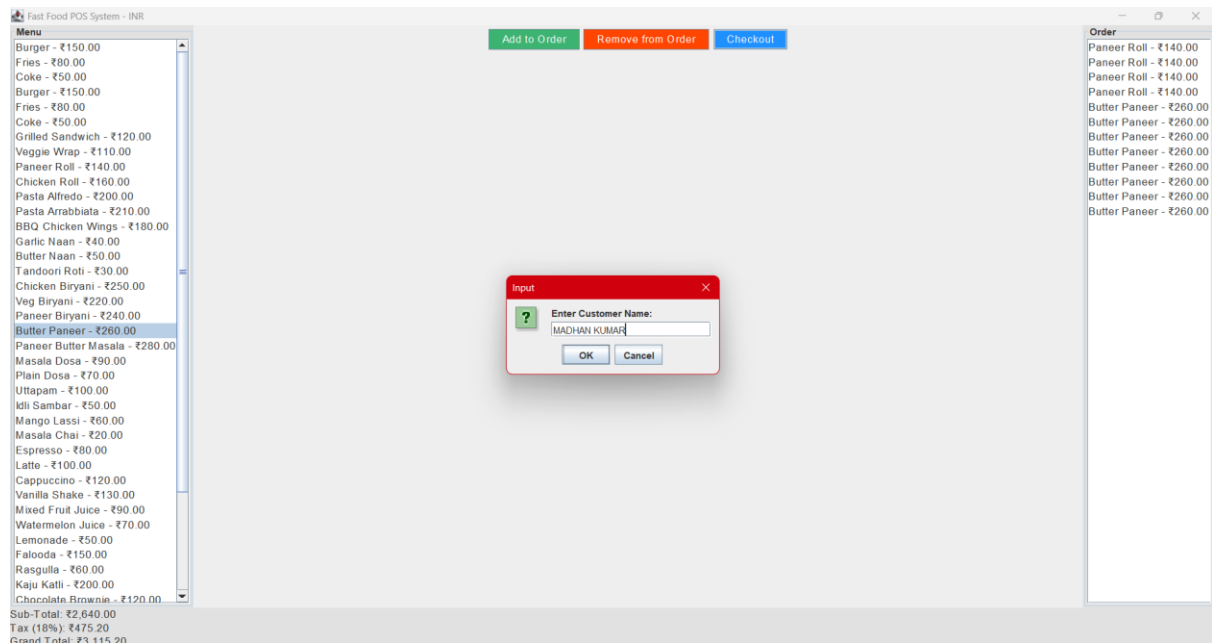 Fast Food POS System - INR
Menu
Burger - ₹150.00
Fries - ₹80.00
Coke - ₹50.00
Burger - ₹150.00
Fries - ₹80.00
Coke - ₹50.00
Grilled Sandwich - ₹120.00
Veggie Wrap - ₹110.00
Paneer Roll - ₹140.00
Chicken Roll - ₹160.00
Pasta Alfredo - ₹200.00
Pasta Arrabbiata - ₹210.00
BBQ Chicken Wings - ₹180.00
Garlic Naan - ₹40.00
Butter Naan - ₹50.00
Tandoori Roti - ₹30.00
Chicken Biryani - ₹250.00
Veg Biryani - ₹220.00
Paneer Biryani - ₹240.00
Butter Paneer - ₹260.00
Paneer Butter Masala - ₹280.00
Masala Dosa - ₹90.00
Plain Dosa - ₹70.00
Uttapam - ₹100.00
Idli Sambar - ₹50.00
Mango Lassi - ₹60.00
Masala Chai - ₹20.00
Espresso - ₹80.00
Latte - ₹100.00
Cappuccino - ₹120.00
Vanilla Shake - ₹130.00
Mixed Fruit Juice - ₹90.00
Watermelon Juice - ₹70.00
Lemonade - ₹50.00
Falooda - ₹150.00
Rasgulla - ₹60.00
Kaju Katli - ₹200.00
Chocolate Brownie - ₹120.00
Add to Order
Remove from Order
Checkout
Input
?
Enter Customer Name:
MADHAN KUMAR
OK
Cancel
Order
Paneer Roll - ₹140.00
Paneer Roll - ₹140.00
Paneer Roll - ₹140.00
Paneer Roll - ₹140.00
Butter Paneer - ₹260.00
Butter Paneer - ₹260.00
Butter Paneer - ₹260.00
Butter Paneer - ₹260.00
Butter Paneer - ₹260.00
Butter Paneer - ₹260.00
Butter Paneer - ₹260.00
Butter Paneer - ₹260.00
Sub-Total: ₹2,640.00
Tax (18%): ₹475.20
Grand Total: ₹3,115.20